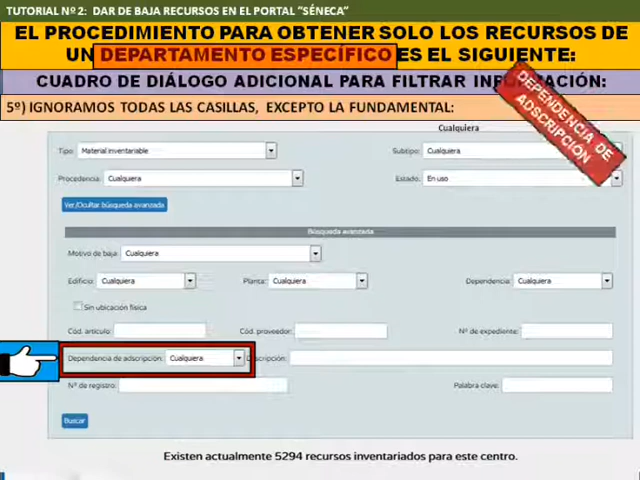 TUTORIAL Nº 2: DAR DE BAJA RECURSOS EN EL PORTAL "SÉNECA"
EL PROCEDIMIENTO PARA OBTENER SOLO LOS RECURSOS DE
UN DEPARTAMENTO ESPECÍFICO ES EL SIGUIENTE:
CUADRO DE DIÁLOGO ADICIONAL PARA FILTRAR INFORMACIÓN:
5º) IGNORAMOS TODAS LAS CASILLAS, EXCEPTO LA FUNDAMENTAL:
DEPENDENCIA DE
ADSCRIPCIÓN
Cualquiera
Tipo: Material inventariable Subtipo: Cualquiera
Procedencia: Cualquiera Estado: En uso
Ver/Ocultar búsqueda avanzada
Búsqueda avanzada
Motivo de baja: Cualquiera
Edificio: Cualquiera Planta: Cualquiera Dependencia: Cualquiera
Sin ubicación física
Cód. artículo: Cód. proveedor: Nº de expediente:
Dependencia de adscripción: Cualquiera Descripción:
Nº de registro: Palabra clave:
Buscar
Existen actualmente 5294 recursos inventariados para este centro.